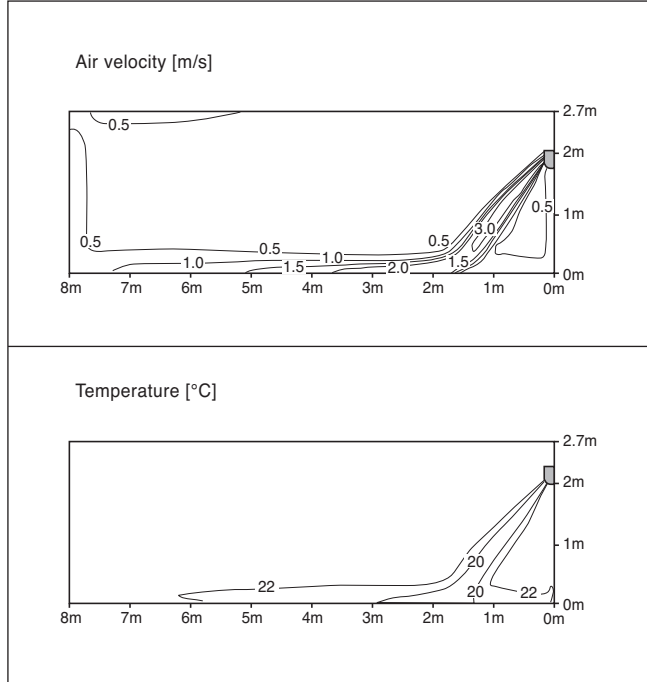 Air velocity [m/s]
2.7m
0.5
2m
0.5
1m
3.0
0.5 0.5 0.5
1.0 1.0 1.5
1.5 2.0
0m
8m 7m 6m 5m 4m 3m 2m 1m 0m
Temperature [°C]
2.7m
2m
1m
20
22 20 22
0m
8m 7m 6m 5m 4m 3m 2m 1m 0m